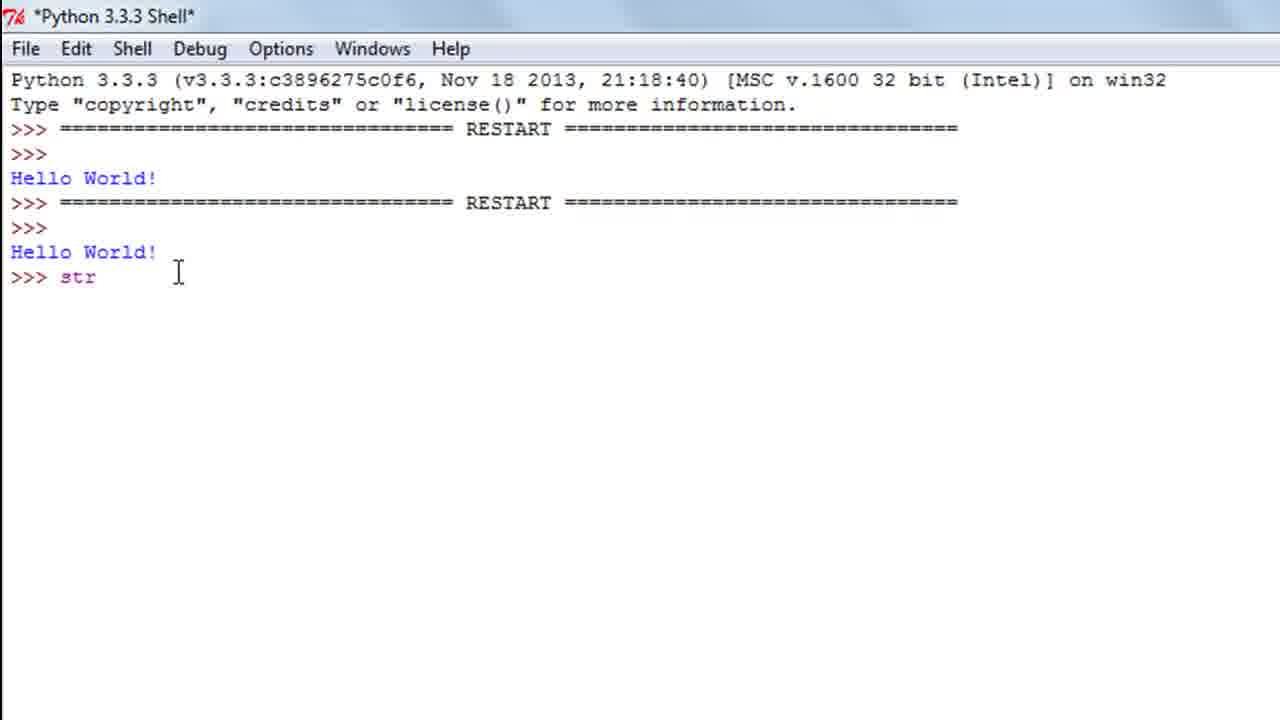 *Python 3.3.3 Shell*
File Edit Shell Debug Options Windows Help
Python 3.3.3 (v3.3.3:c3896275c0f6, Nov 18 2013, 21:18:40) [MSC v.1600 32 bit (Intel)] on win32
Type "copyright", "credits" or "license()" for more information.
>>> ================================ RESTART ================================
>>>
Hello World!
>>> ================================ RESTART ================================
>>>
Hello World!
>>> str